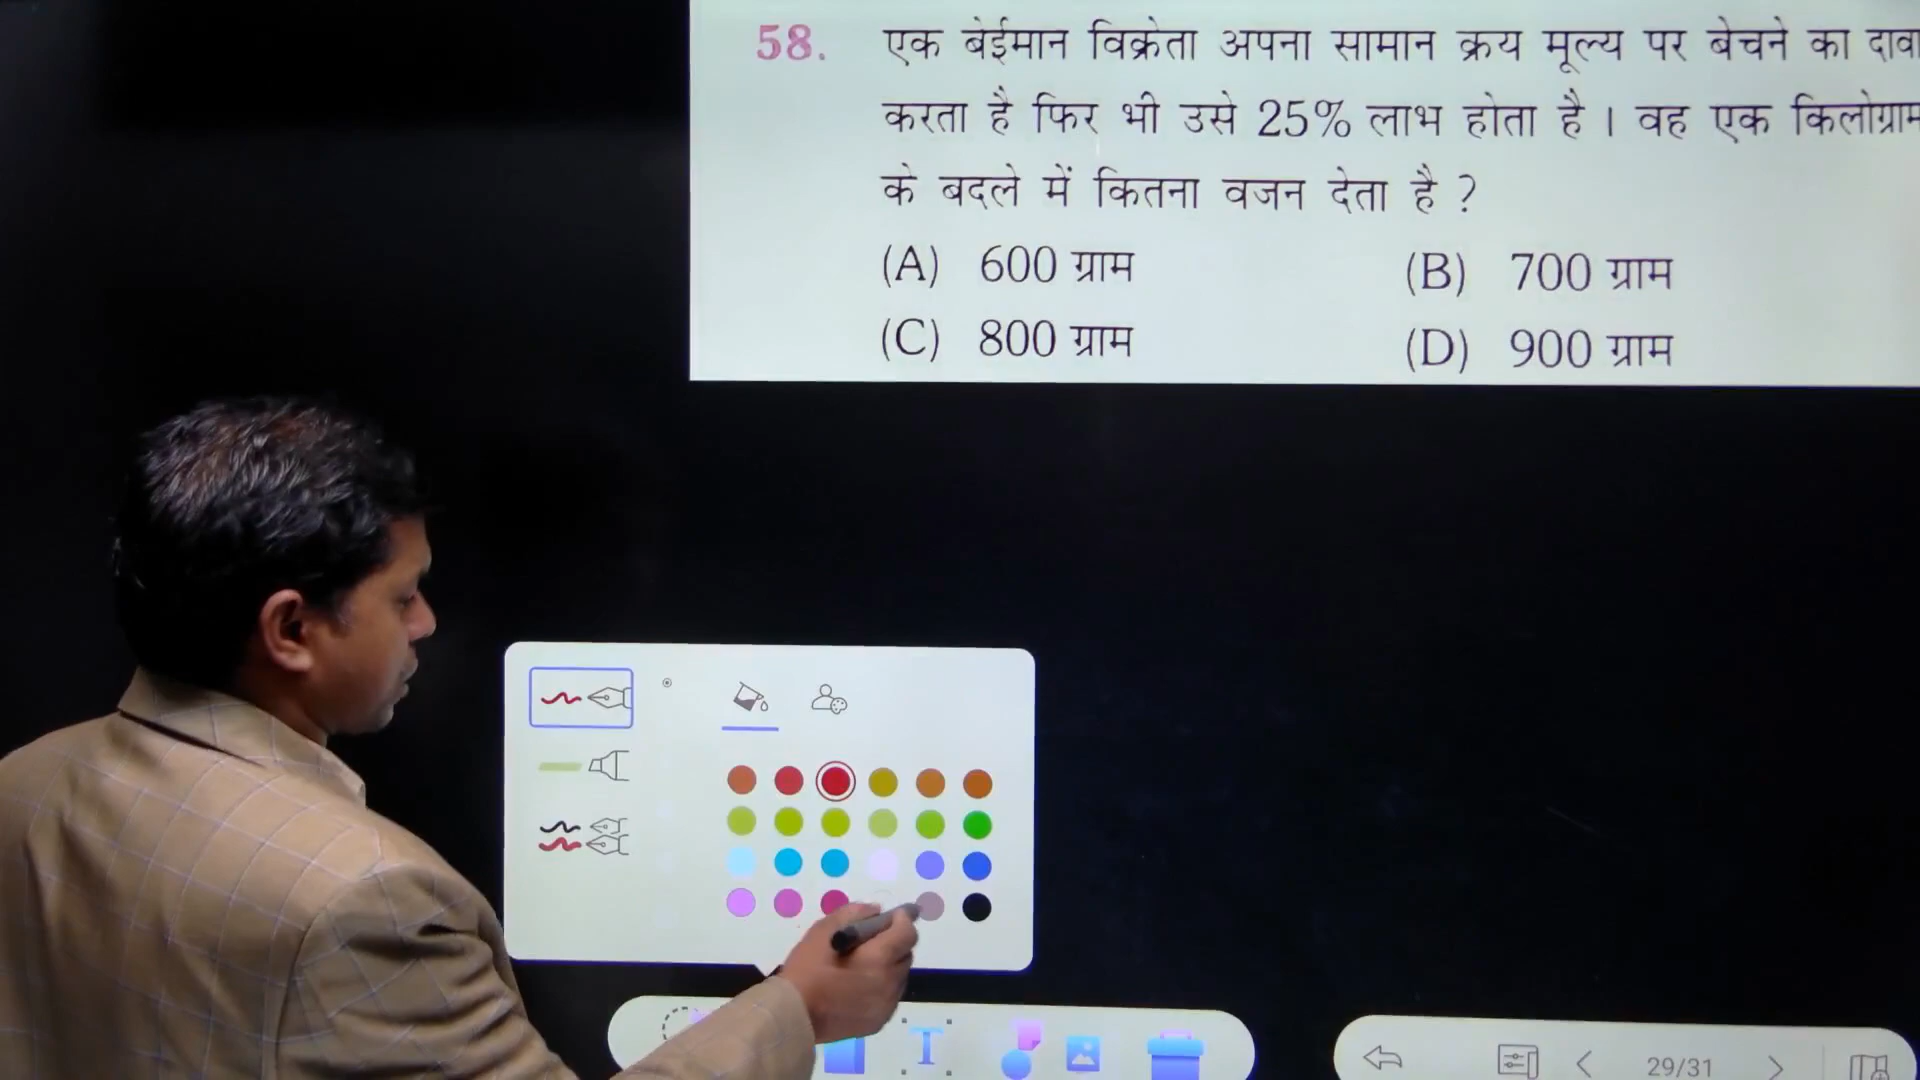 58. एक बेईमान विक्रेता अपना सामान क्रय मूल्य पर बेचने का दावा
करता है फिर भी उसे 25% लाभ होता है । वह एक किलोग्राम
के बदले में कितना वजन देता है ?
(A) 600 ग्राम (B) 700 ग्राम
(C) 800 ग्राम (D) 900 ग्राम
T
29/31